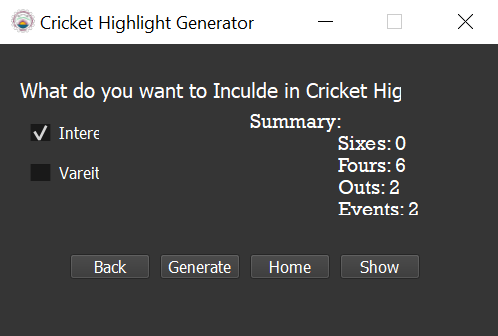 Cricket Highlight Generator
What do you want to Inculde in Cricket Hig
Intere
Vareit
Summary:
Sixes: 0
Fours: 6
Outs: 2
Events: 2
Back Generate Home Show